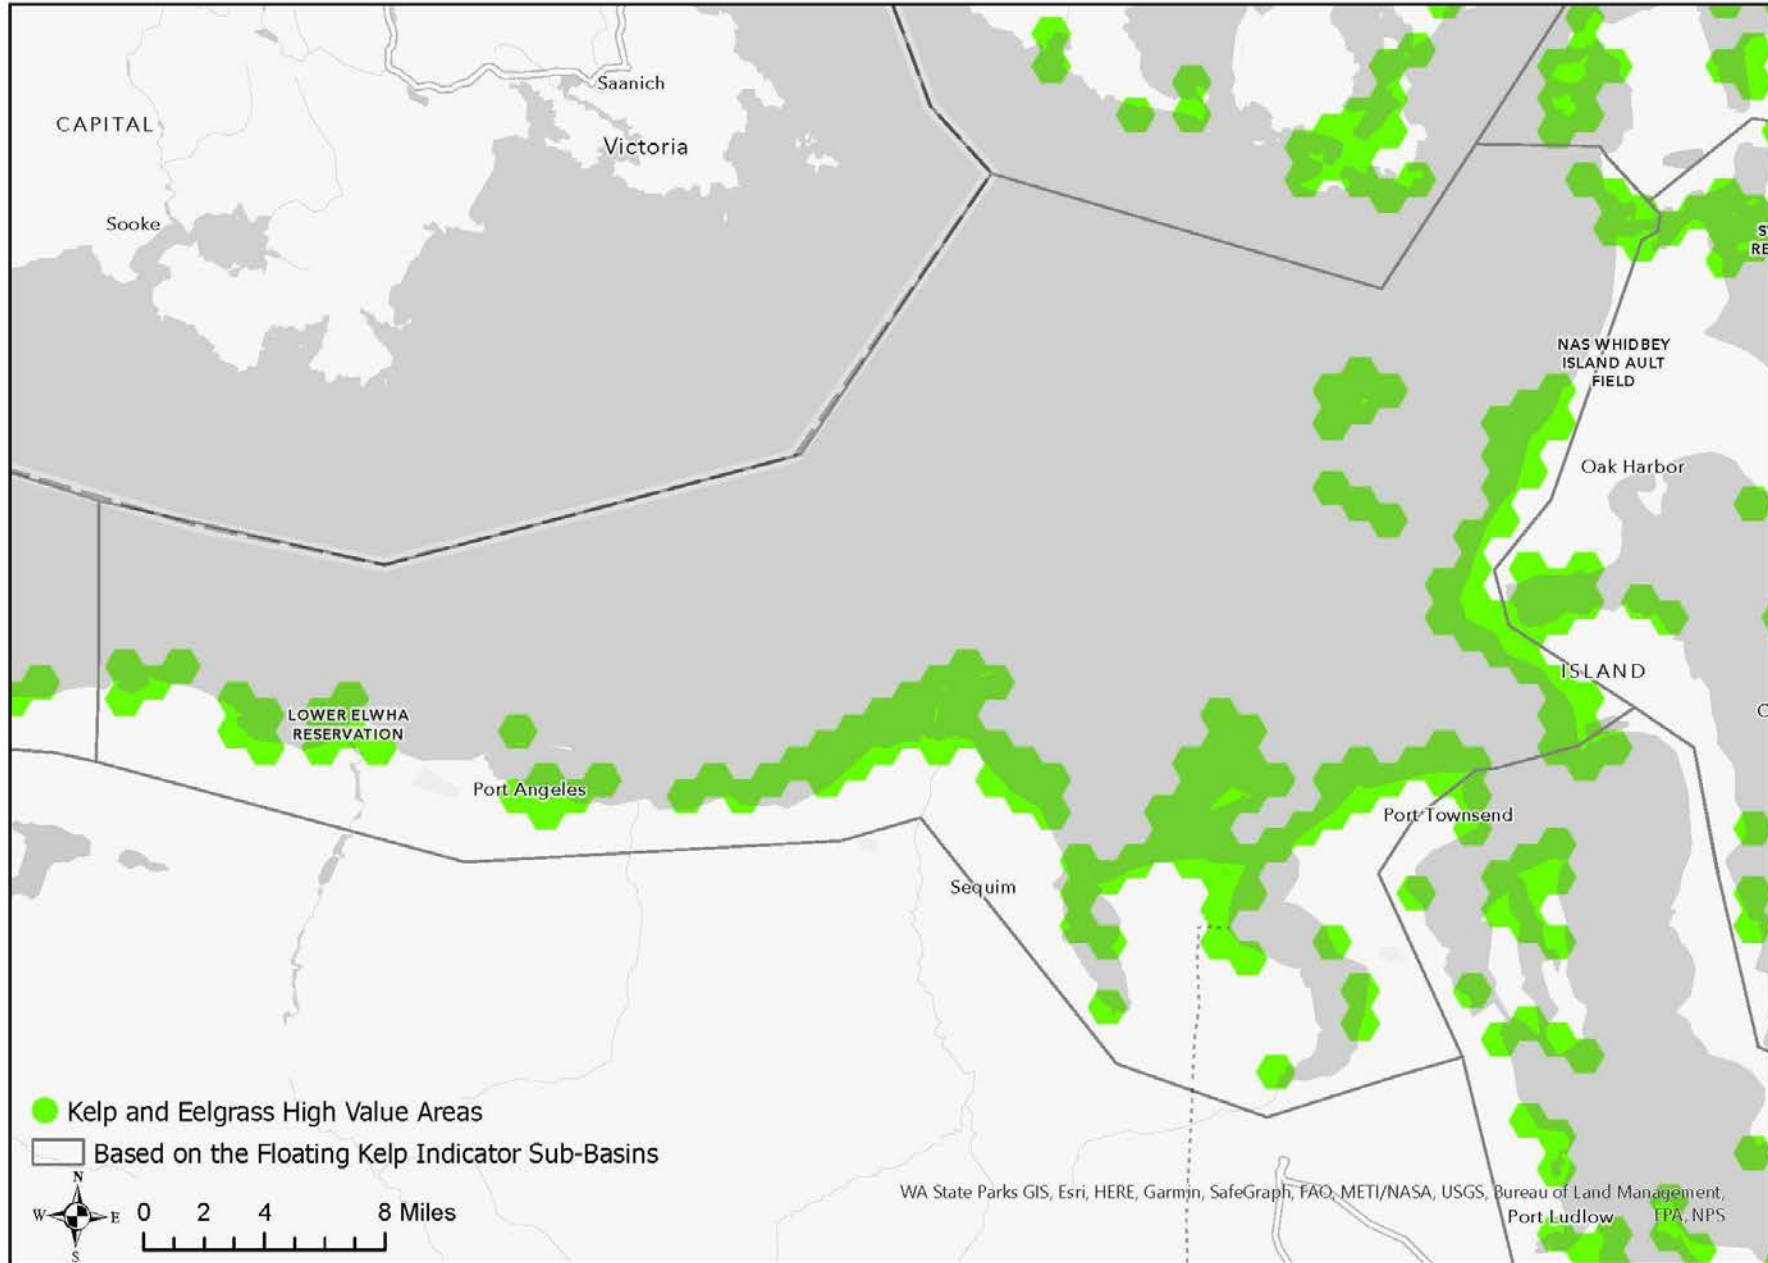 Saanich
CAPITAL
Victoria
Sooke
NAS WHIDBEY
ISLAND AULT
FIELD
Oak Harbor
ISLAND
LOWER ELWHA
RESERVATION
Port Angeles
Port Townsend
Sequim
Kelp and Eelgrass High Value Areas
Based on the Floating Kelp Indicator Sub-Basins
N
W
E
S
0 2 4 8 Miles
WA State Parks GIS, Esri, HERE, Garmin, SafeGraph, FAO, METI/NASA, USGS, Bureau of Land Management,
EPA, NPS
Port Ludlow